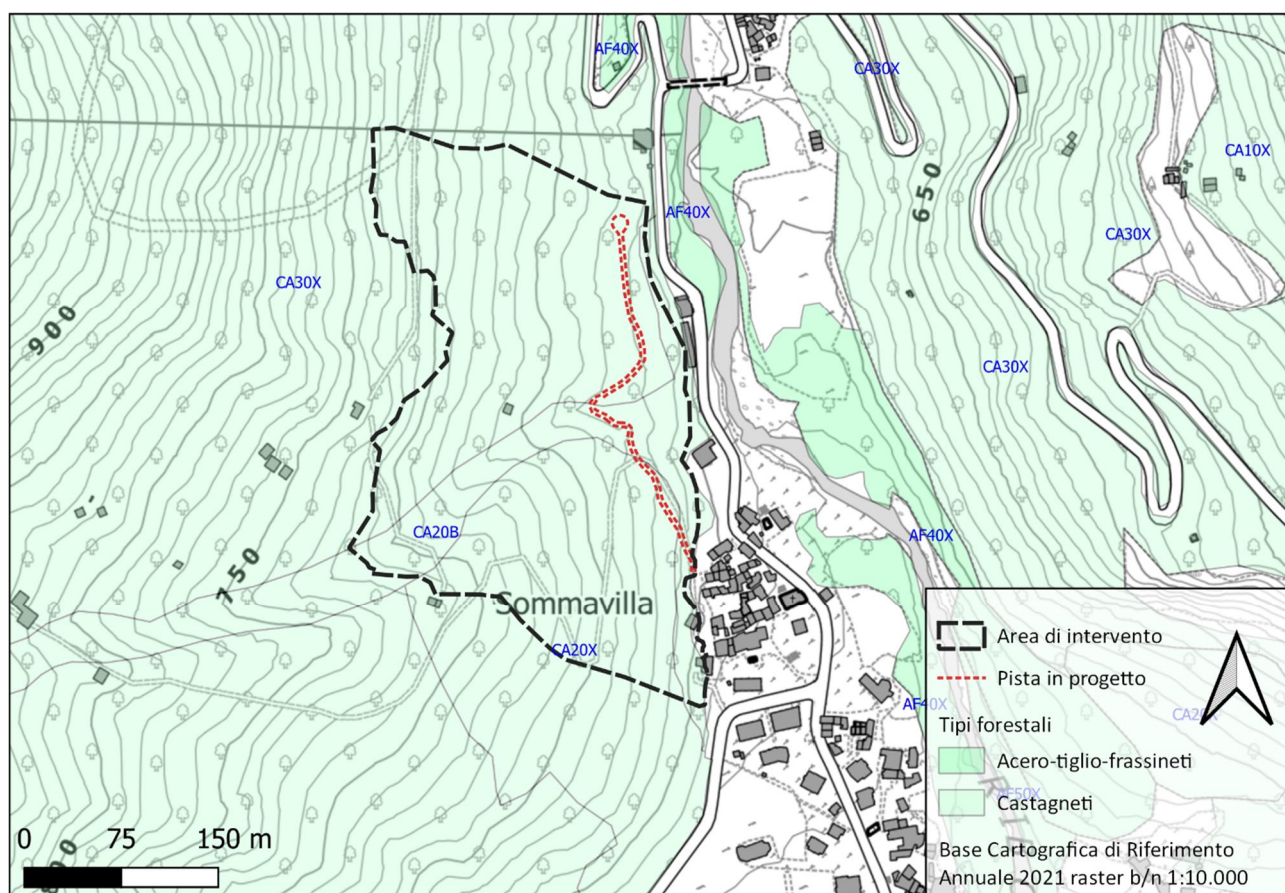 AF40X
CA30X
CA10X
650
AF40X
CA30X
CA30X
900
CA30X
CA20B
AF40X
750
Sommavilla
CA20X
AF40X
CA20X
AF50X
0 75 150 m
Area di intervento
Pista in progetto
Tipi forestali
Acero-tiglio-frassineti
Castagneti
Base Cartografica di Riferimento
Annuale 2021 raster b/n 1:10.000